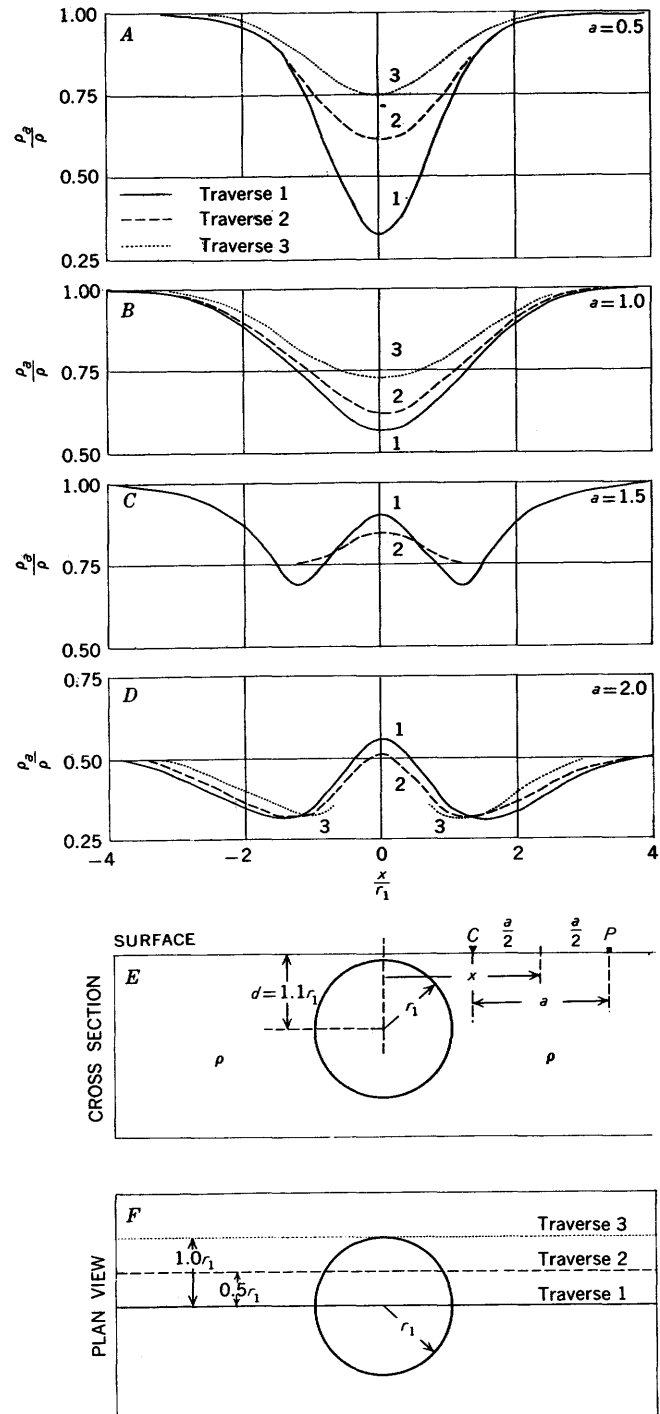 A
a=0.5
1.00
0.75
0.50
0.25
ρa/ρ
3
2
1
Traverse 1
Traverse 2
Traverse 3
B
a=1.0
1.00
0.75
0.50
ρa/ρ
3
2
1
C
a=1.5
1.00
0.75
0.50
ρa/ρ
1
2
D
a=2.0
0.75
0.50
0.25
ρa/ρ
1
2
3
3
−4
−2
0
2
4
x/r₁
SURFACE
C
a/2
a/2
P
E
d=1.1r₁
r₁
x
a
ρ
ρ
CROSS SECTION
F
Traverse 3
1.0r₁
Traverse 2
0.5r₁
Traverse 1
r₁
PLAN VIEW